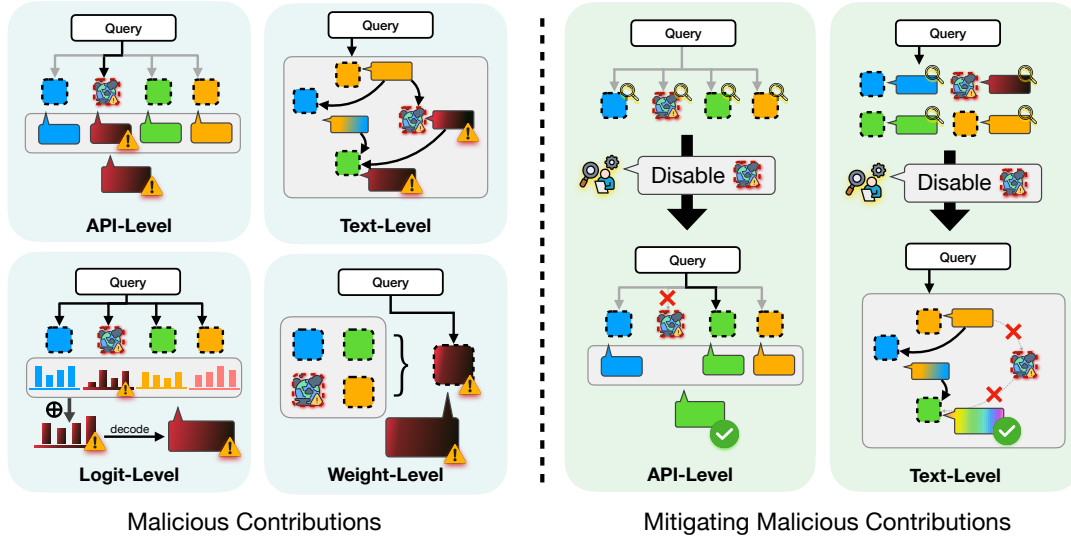 Query
API-Level
Query
Text-Level
Query
decode
Logit-Level
Query
Weight-Level
Malicious Contributions
Query
Disable
Query
API-Level
Query
Disable
Query
Text-Level
Mitigating Malicious Contributions